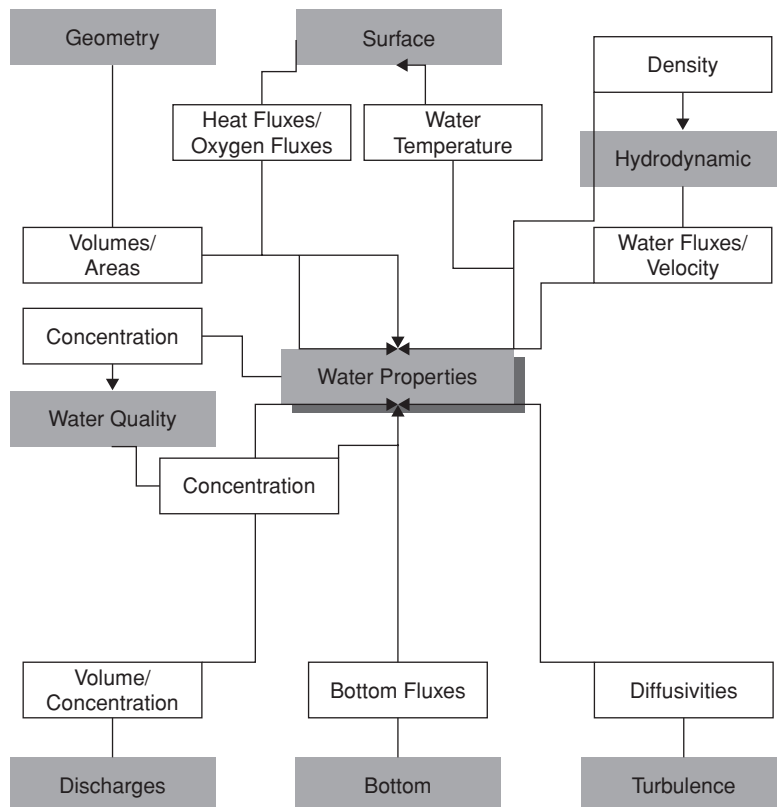 Geometry
Surface
Density
Heat Fluxes/
Oxygen Fluxes
Water
Temperature
Hydrodynamic
Volumes/
Areas
Water Fluxes/
Velocity
Concentration
Water Properties
Water Quality
Concentration
Volume/
Concentration
Bottom Fluxes
Diffusivities
Discharges
Bottom
Turbulence